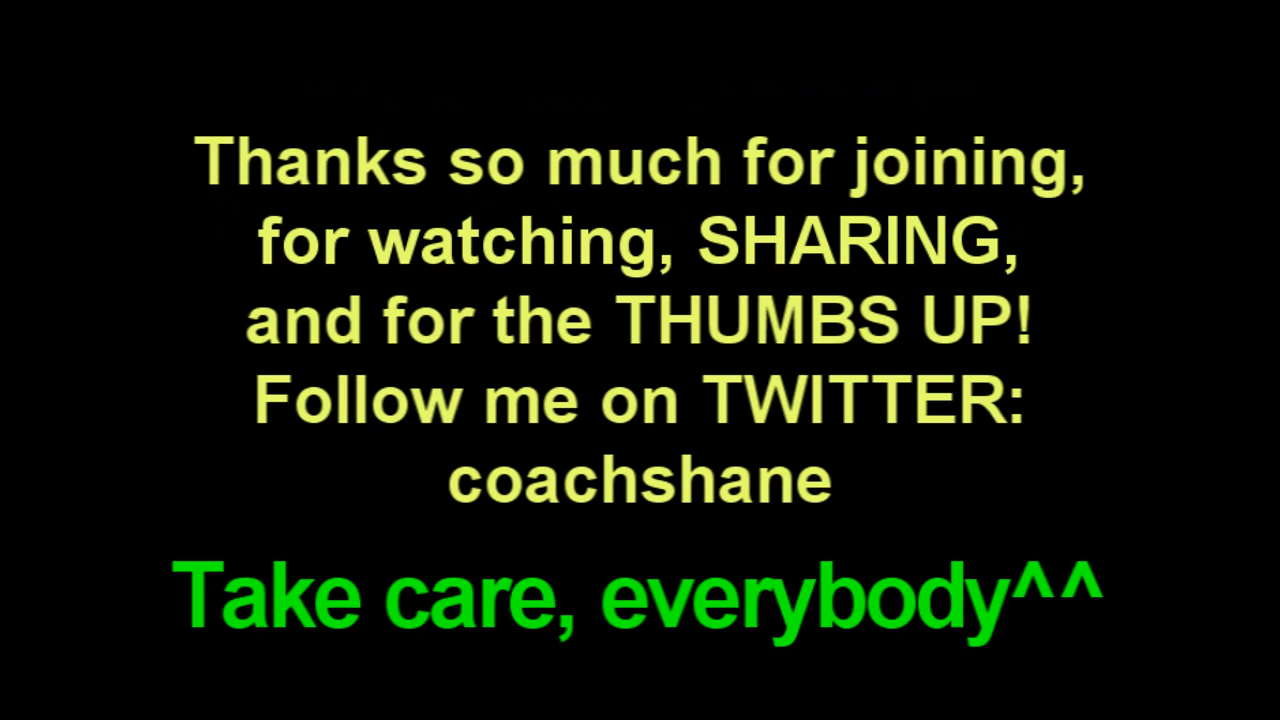 Thanks so much for joining,
for watching, SHARING,
and for the THUMBS UP!
Follow me on TWITTER:
coachshane
Take care, everybody^^